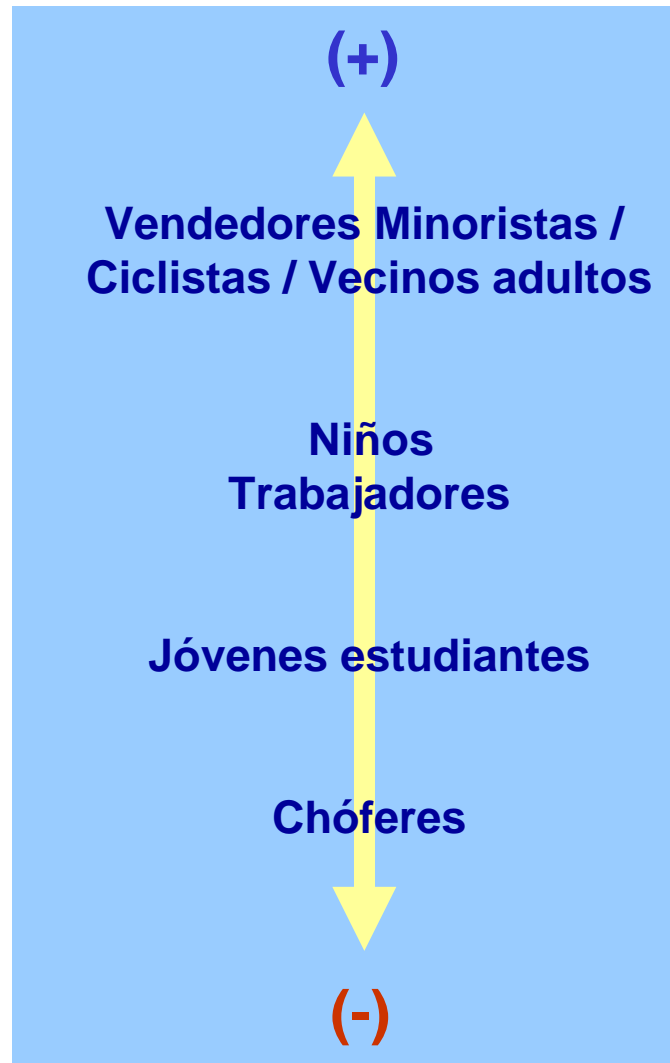 (+)
Vendedores Minoristas /
Ciclistas / Vecinos adultos
Niños
Trabajadores
Jóvenes estudiantes
Chóferes
(-)